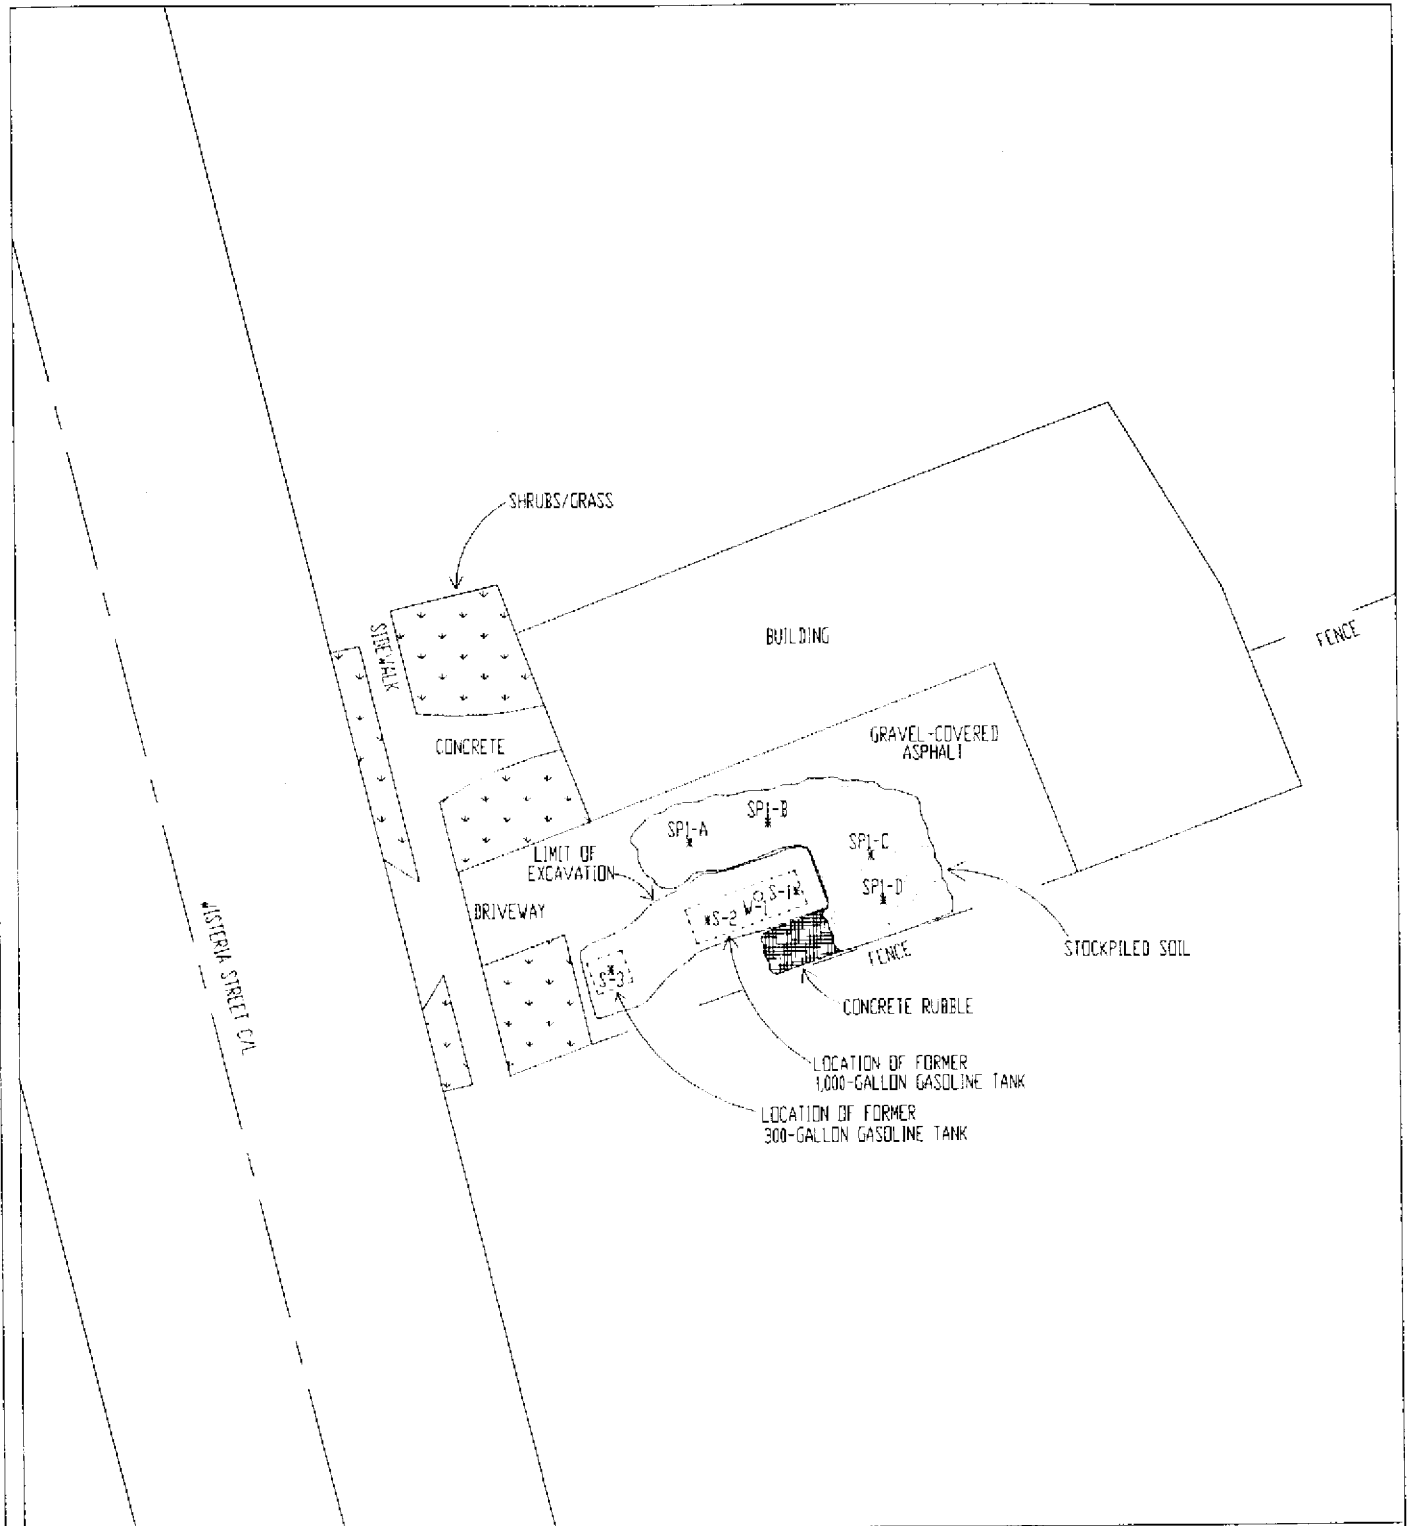 SHRUBS/GRASS
SIDEWALK
BUILDING
FENCE
CONCRETE
GRAVEL-COVERED
ASPHALT
SP1-A
SP1-B
SP1-C
SP1-D
LIMIT OF
EXCAVATION
DRIVEWAY
S-1
W-1
S-2
S-3
FENCE
STOCKPILED SOIL
CONCRETE RUBBLE
WISTERIA STREET C/L
LOCATION OF FORMER
1,000-GALLON GASOLINE TANK
LOCATION OF FORMER
300-GALLON GASOLINE TANK